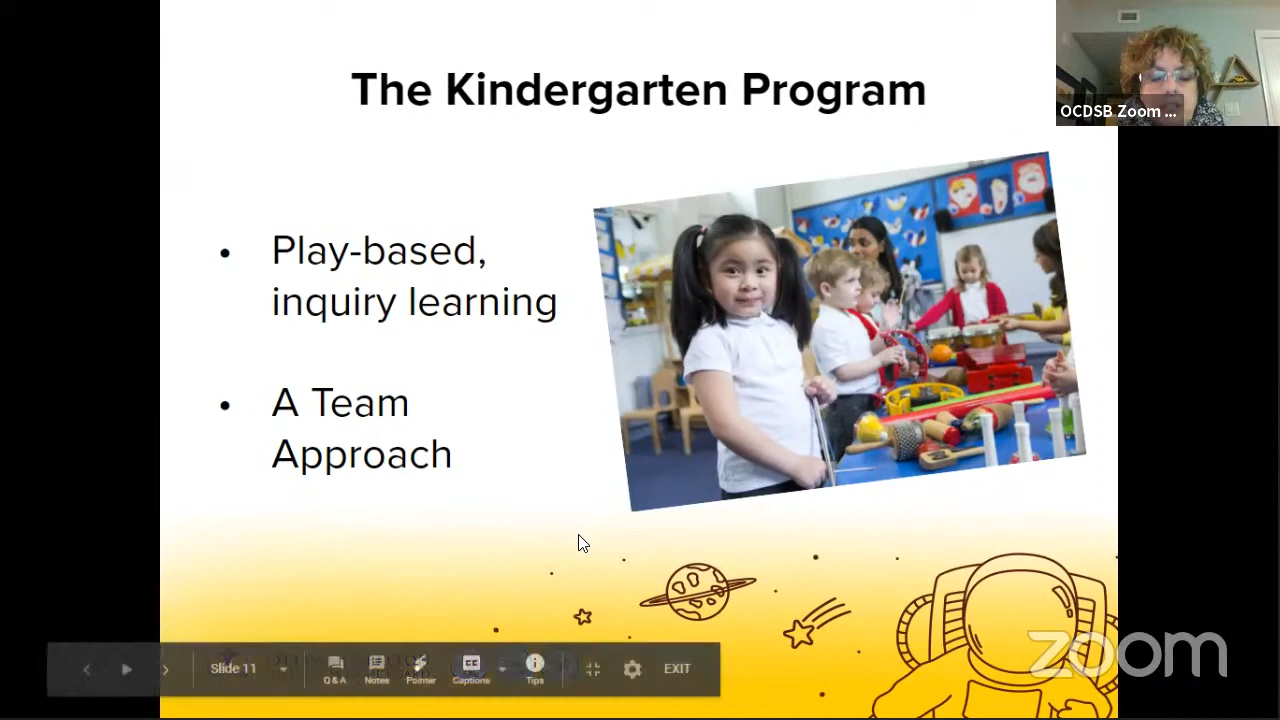 The Kindergarten Program
OCDSB Zoom ...
• Play-based,
inquiry learning
• A Team
Approach
Slide 11
Q & A
Notes
Pointer
Captions
Tips
EXIT
zoom